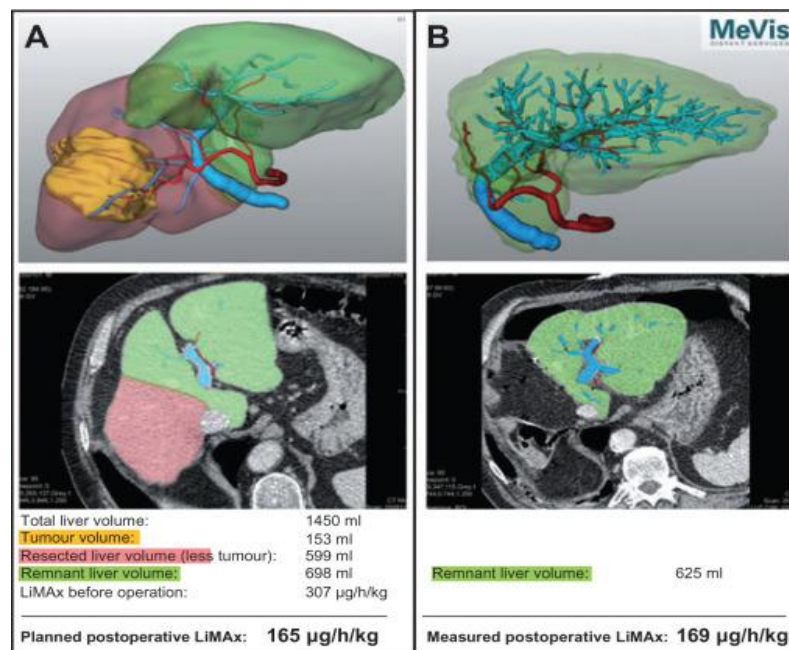 A
B
MeVis
DISTANT SERVICES
Total liver volume: 1450 ml
Tumour volume: 153 ml
Resected liver volume (less tumour): 599 ml
Remnant liver volume: 698 ml
LiMAx before operation: 307 µg/h/kg
Planned postoperative LiMAx: 165 µg/h/kg
Remnant liver volume: 625 ml
Measured postoperative LiMAx: 169 µg/h/kg